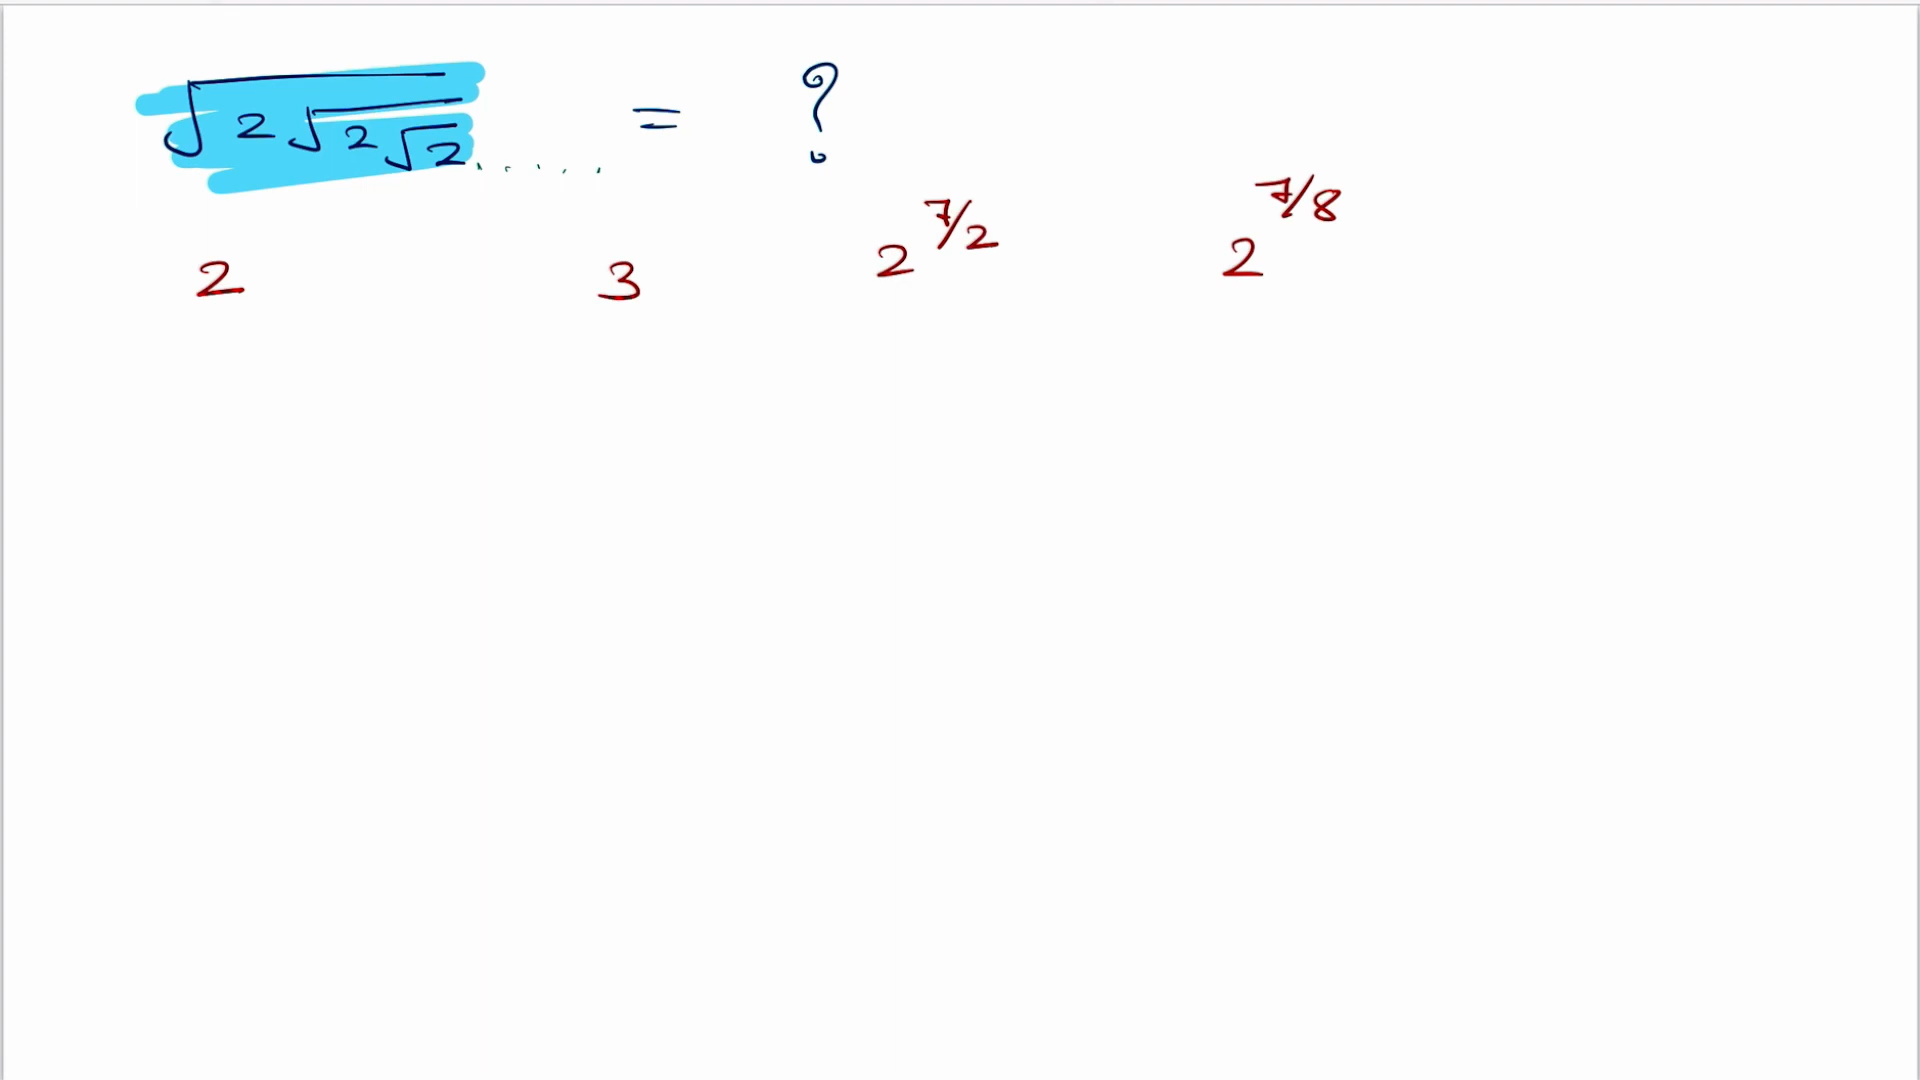 √2√2√2...... = ?
2 3 2^7/2 2^7/8